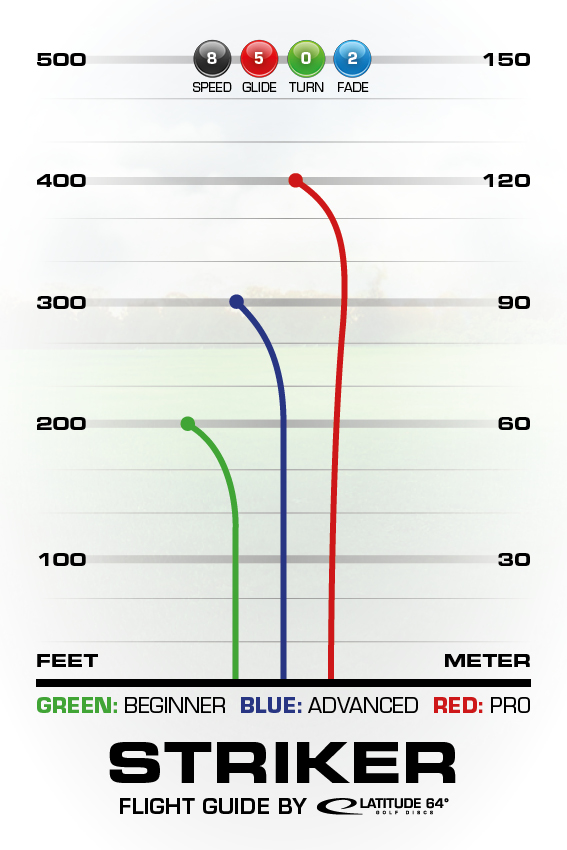 500 8 5 0 2 150
SPEED GLIDE TURN FADE
400 120
300 90
200 60
100 30
FEET METER
GREEN: BEGINNER BLUE: ADVANCED RED: PRO
STRIKER
FLIGHT GUIDE BY LATITUDE 64°
GOLF DISCS